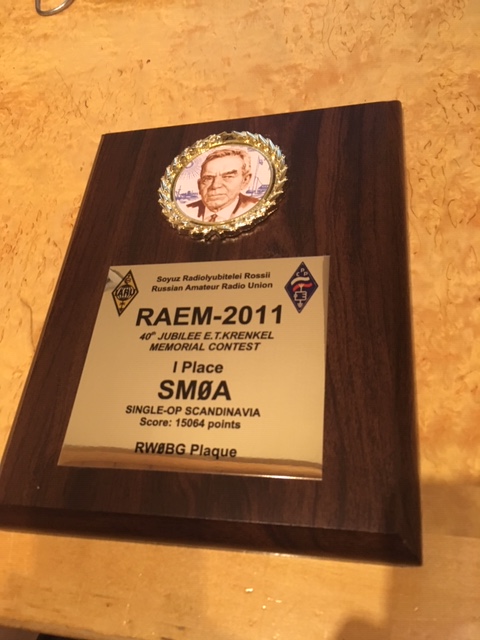 Soyuz Radiolyubitelei Rossii
Russian Amateur Radio Union
IARU
RAEM-2011
40th JUBILEE E.T.KRENKEL
MEMORIAL CONTEST
I Place
SMØA
SINGLE-OP SCANDINAVIA
Score: 15064 points
RWØBG Plaque